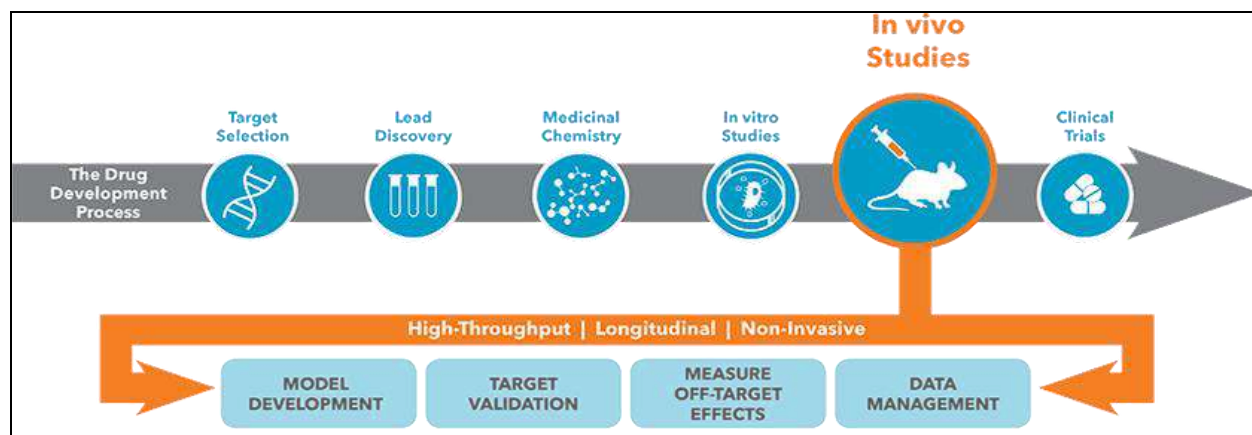 In vivo
Studies
Target
Selection
Lead
Discovery
Medicinal
Chemistry
In vitro
Studies
Clinical
Trials
The Drug
Development
Process
High-Throughput | Longitudinal | Non-Invasive
MODEL
DEVELOPMENT
TARGET
VALIDATION
MEASURE
OFF-TARGET
EFFECTS
DATA
MANAGEMENT